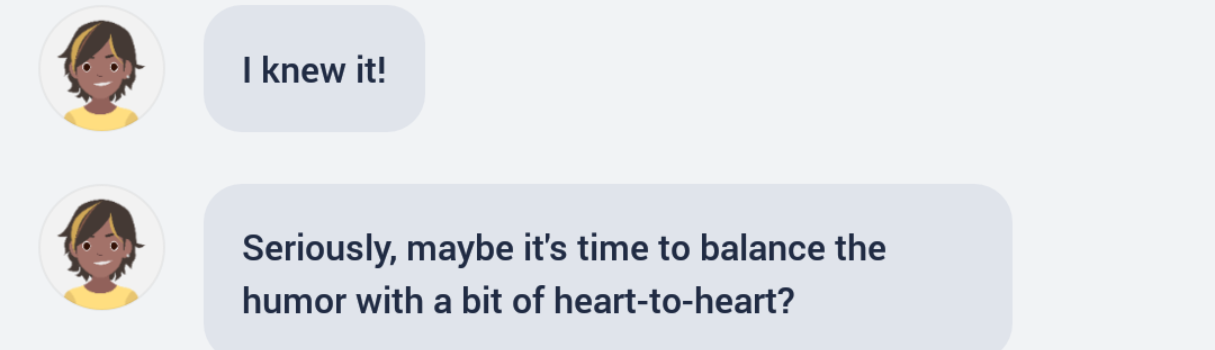 I knew it!
Seriously, maybe it's time to balance the
humor with a bit of heart-to-heart?